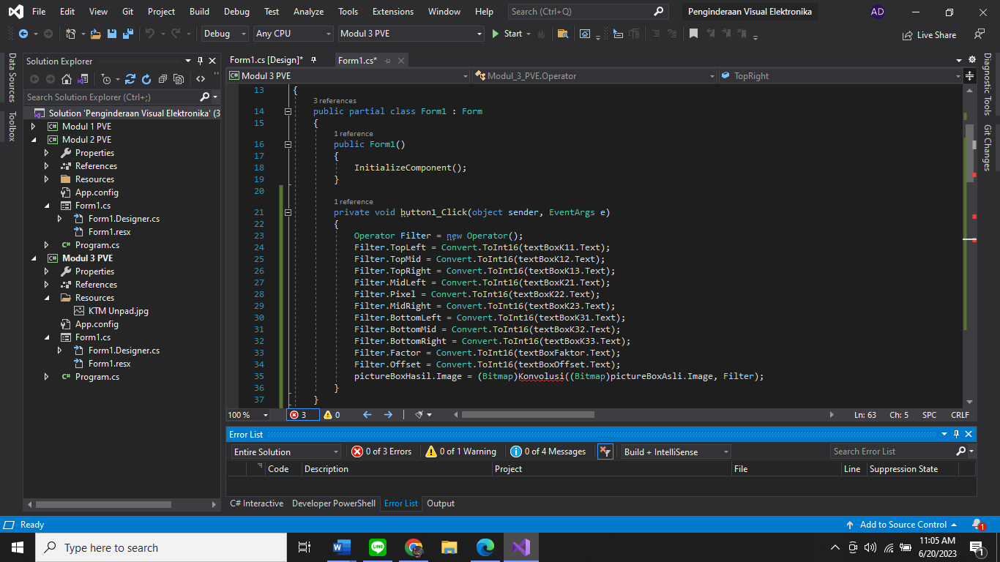 File Edit View Git Project Build Debug Test Analyze Tools Extensions Window Help Search (Ctrl+Q) Penginderaan Visual Elektronika AD
Debug Any CPU Modul 3 PVE Start Live Share
Data Sources
Toolbox
Solution Explorer
Search Solution Explorer (Ctrl+;)
Solution 'Penginderaan Visual Elektronika' (3
C# Modul 1 PVE
C# Modul 2 PVE
Properties
References
Resources
App.config
Form1.cs
Form1.Designer.cs
Form1.resx
C# Program.cs
C# Modul 3 PVE
Properties
References
Resources
KTM Unpad.jpg
App.config
Form1.cs
Form1.Designer.cs
Form1.resx
C# Program.cs
Form1.cs [Design]* Form1.cs*
C# Modul 3 PVE Modul_3_PVE.Operator TopRight
13 {
3 references
14 public partial class Form1 : Form
15 {
1 reference
16 public Form1()
17 {
18 InitializeComponent();
19 }
20
1 reference
21 private void button1_Click(object sender, EventArgs e)
22 {
23 Operator Filter = new Operator();
24 Filter.TopLeft = Convert.ToInt16(textBoxK11.Text);
25 Filter.TopMid = Convert.ToInt16(textBoxK12.Text);
26 Filter.TopRight = Convert.ToInt16(textBoxK13.Text);
27 Filter.MidLeft = Convert.ToInt16(textBoxK21.Text);
28 Filter.Pixel = Convert.ToInt16(textBoxK22.Text);
29 Filter.MidRight = Convert.ToInt16(textBoxK23.Text);
30 Filter.BottomLeft = Convert.ToInt16(textBoxK31.Text);
31 Filter.BottomMid = Convert.ToInt16(textBoxK32.Text);
32 Filter.BottomRight = Convert.ToInt16(textBoxK33.Text);
33 Filter.Factor = Convert.ToInt16(textBoxFaktor.Text);
34 Filter.Offset = Convert.ToInt16(textBoxOffset.Text);
35 pictureBoxHasil.Image = (Bitmap)Konvolusi((Bitmap)pictureBoxAsli.Image, Filter);
36 }
37 }
100 % 3 0 Ln: 63 Ch: 5 SPC CRLF
Diagnostic Tools
Git Changes
Error List
Entire Solution 0 of 3 Errors 0 of 1 Warning 0 of 4 Messages Build + IntelliSense Search Error List
Code Description Project File Line Suppression State
C# Interactive Developer PowerShell Error List Output
Ready Add to Source Control 1
Type here to search
11:05 AM
6/20/2023
1